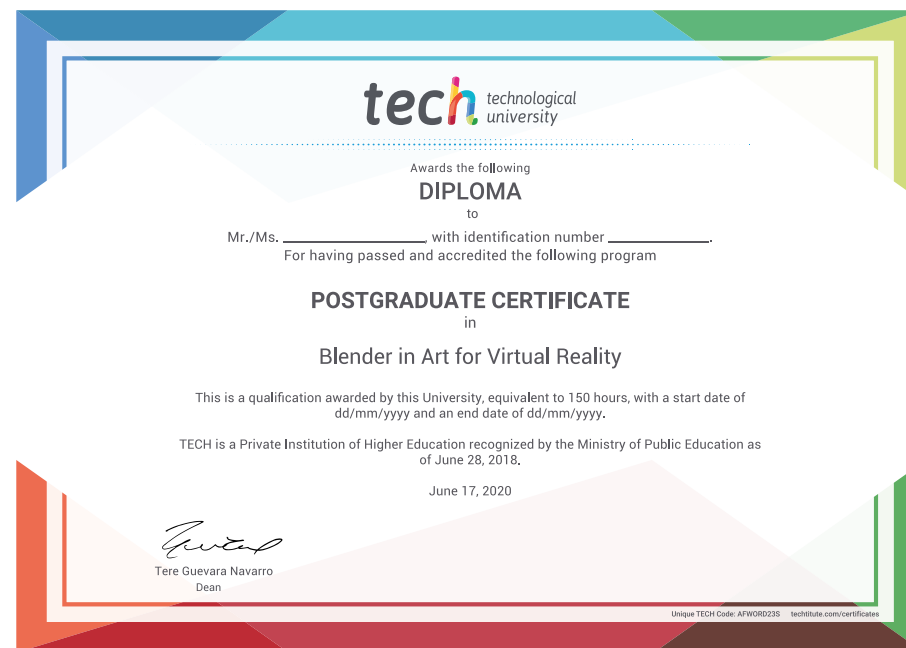 tech technological
university
Awards the following
DIPLOMA
to
Mr./Ms. ____________________, with identification number ______________.
For having passed and accredited the following program
POSTGRADUATE CERTIFICATE
in
Blender in Art for Virtual Reality
This is a qualification awarded by this University, equivalent to 150 hours, with a start date of
dd/mm/yyyy and an end date of dd/mm/yyyy.
TECH is a Private Institution of Higher Education recognized by the Ministry of Public Education as
of June 28, 2018.
June 17, 2020
Tere Guevara Navarro
Dean
Unique TECH Code: AFWORD23S techtitute.com/certificates